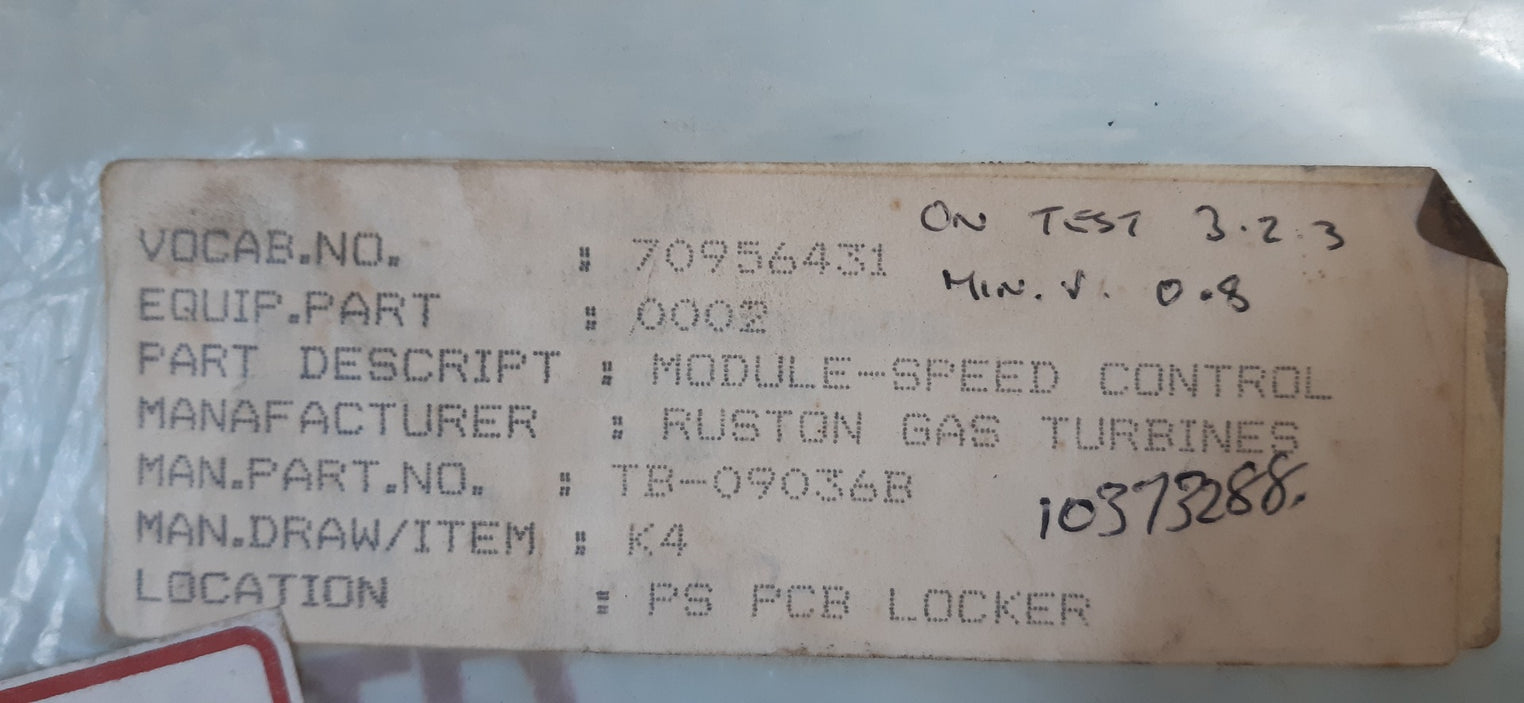 VOCAB.NO. : 70956431 ON TEST 3.2.3
EQUIP.PART : 0002 MIN. V. 0.8
PART DESCRIPT : MODULE-SPEED CONTROL
MANAFACTURER : RUSTON GAS TURBINES
MAN.PART.NO. : TB-09036B 10373288.
MAN.DRAW/ITEM : K4
LOCATION : PS PCB LOCKER